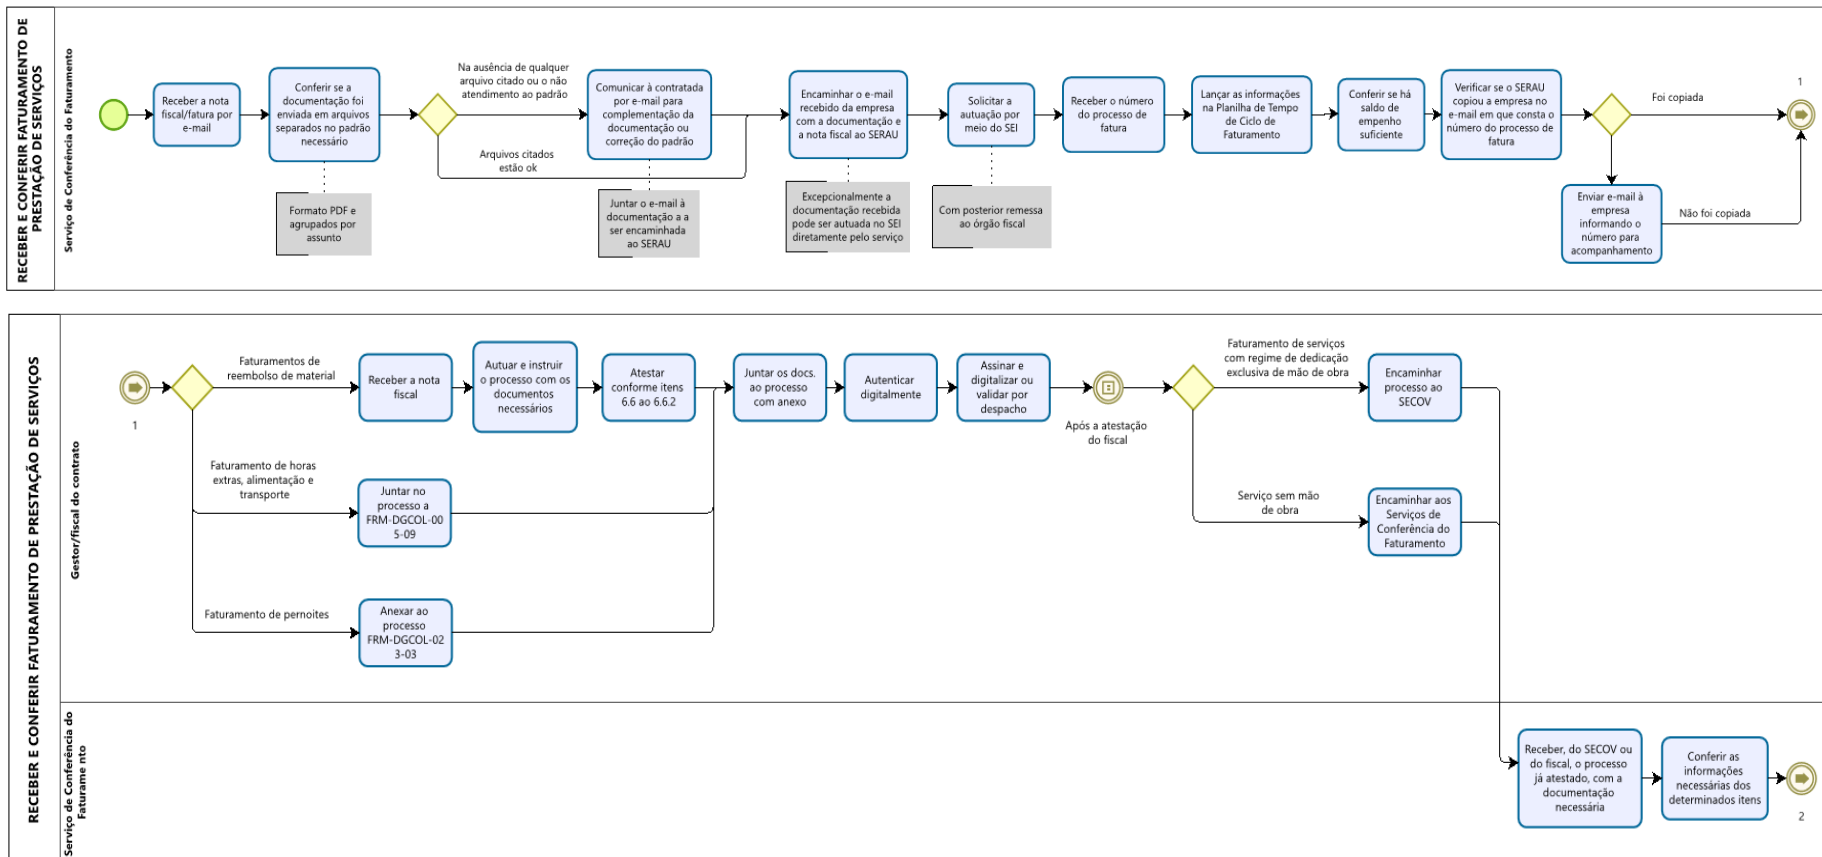 RECEBER E CONFERIR FATURAMENTO DE
PRESTAÇÃO DE SERVIÇOS
Serviço de Conferência do Faturamento
Receber a nota
fiscal/fatura por
e-mail
Conferir se a
documentação foi
enviada em arquivos
separados no padrão
necessário
Formato PDF e
agrupados por
assunto
Na ausência de qualquer
arquivo citado ou o não
atendimento ao padrão
Arquivos citados
estão ok
Comunicar à contratada
por e-mail para
complementação da
documentação ou
correção do padrão
Juntar o e-mail à
documentação a a
ser encaminhada
ao SERAU
Encaminhar o e-mail
recebido da empresa
com a documentação e
a nota fiscal ao SERAU
Excepcionalmente a
documentação recebida
pode ser autuada no SEI
diretamente pelo serviço
Solicitar a
autuação por
meio do SEI
Com posterior remessa
ao órgão fiscal
Receber o número
do processo de
fatura
Lançar as informações
na Planilha de Tempo
de Ciclo de
Faturamento
Conferir se há
saldo de
empenho
suficiente
Verificar se o SERAU
copiou a empresa no
e-mail em que consta o
número do processo de
fatura
Foi copiada
1
Enviar e-mail à
empresa
informando o
número para
acompanhamento
Não foi copiada
RECEBER E CONFERIR FATURAMENTO DE PRESTAÇÃO DE SERVIÇOS
Gestor/fiscal do contrato
1
Faturamentos de
reembolso de material
Receber a nota
fiscal
Autuar e instruir
o processo com os
documentos
necessários
Atestar
conforme itens
6.6 ao 6.6.2
Juntar os docs.
ao processo
com anexo
Autenticar
digitalmente
Assinar e
digitalizar ou
validar por
despacho
Após a atestação
do fiscal
Faturamento de serviços
com regime de dedicação
exclusiva de mão de obra
Encaminhar
processo ao
SECOV
Faturamento de horas
extras, alimentação e
transporte
Juntar no
processo a
FRM-DGCOL-00
5-09
Serviço sem mão
de obra
Encaminhar aos
Serviços de
Conferência do
Faturamento
Faturamento de pernoites
Anexar ao
processo
FRM-DGCOL-02
3-03
Serviço de Conferência do
Faturame nto
Receber, do SECOV ou
do fiscal, o processo
já atestado, com a
documentação
necessária
Conferir as
informações
necessárias dos
determinados itens
2